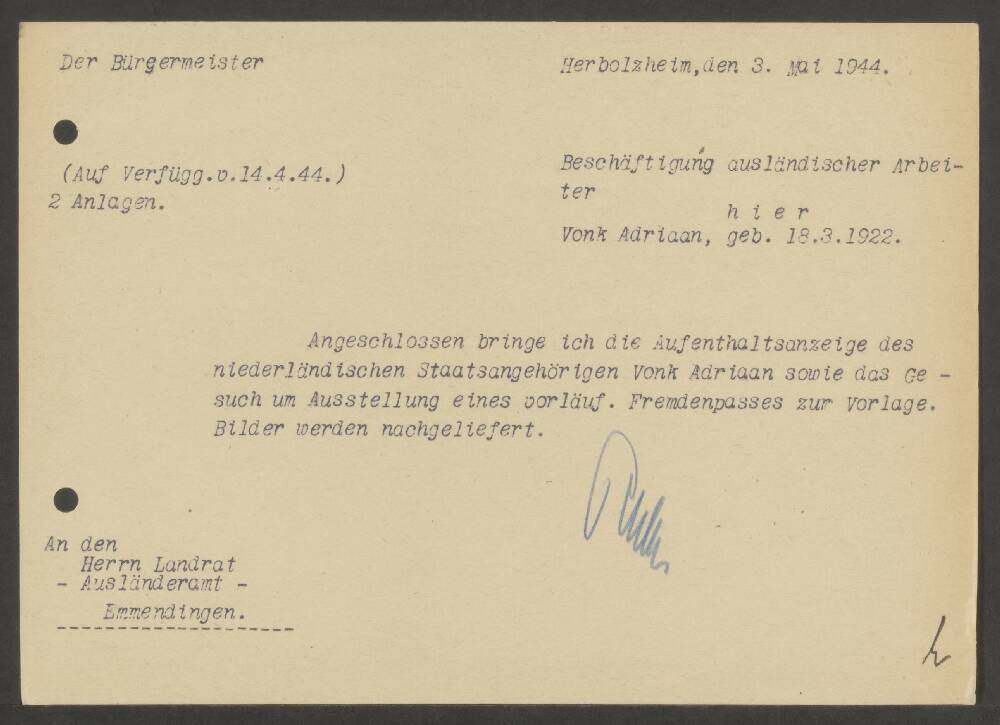 Der Bürgermeister
Herbolzheim,den 3. Mai 1944.
(Auf Verfügg.v.14.4.44.)
2 Anlagen.
Beschäftigung ausländischer Arbei-
ter
h i e r
Vonk Adriaan, geb. 18.3.1922.
Angeschlossen bringe ich die Aufenthaltsanzeige des
niederländischen Staatsangehörigen Vonk Adriaan sowie das Ge -
such um Ausstellung eines vorläuf. Fremdenpasses zur Vorlage.
Bilder werden nachgeliefert.
An den
Herrn Landrat
- Ausländeramt -
Emmendingen.